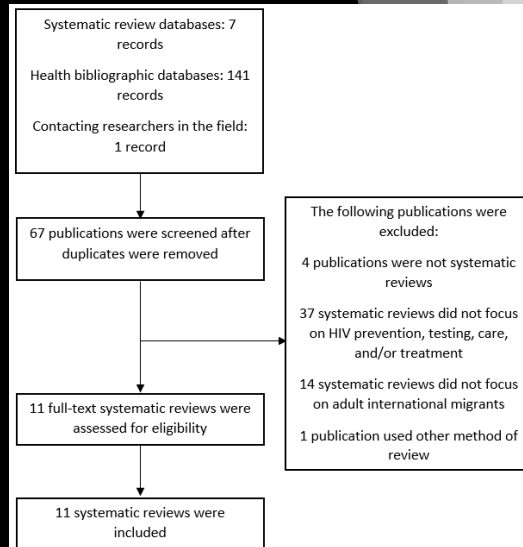 Systematic review databases: 7
records
Health bibliographic databases: 141
records
Contacting researchers in the field:
1 record
67 publications were screened after
duplicates were removed
The following publications were
excluded:
4 publications were not systematic
reviews
37 systematic reviews did not focus
on HIV prevention, testing, care,
and/or treatment
14 systematic reviews did not focus
on adult international migrants
1 publication used other method of
review
11 full-text systematic reviews were
assessed for eligibility
11 systematic reviews were
included